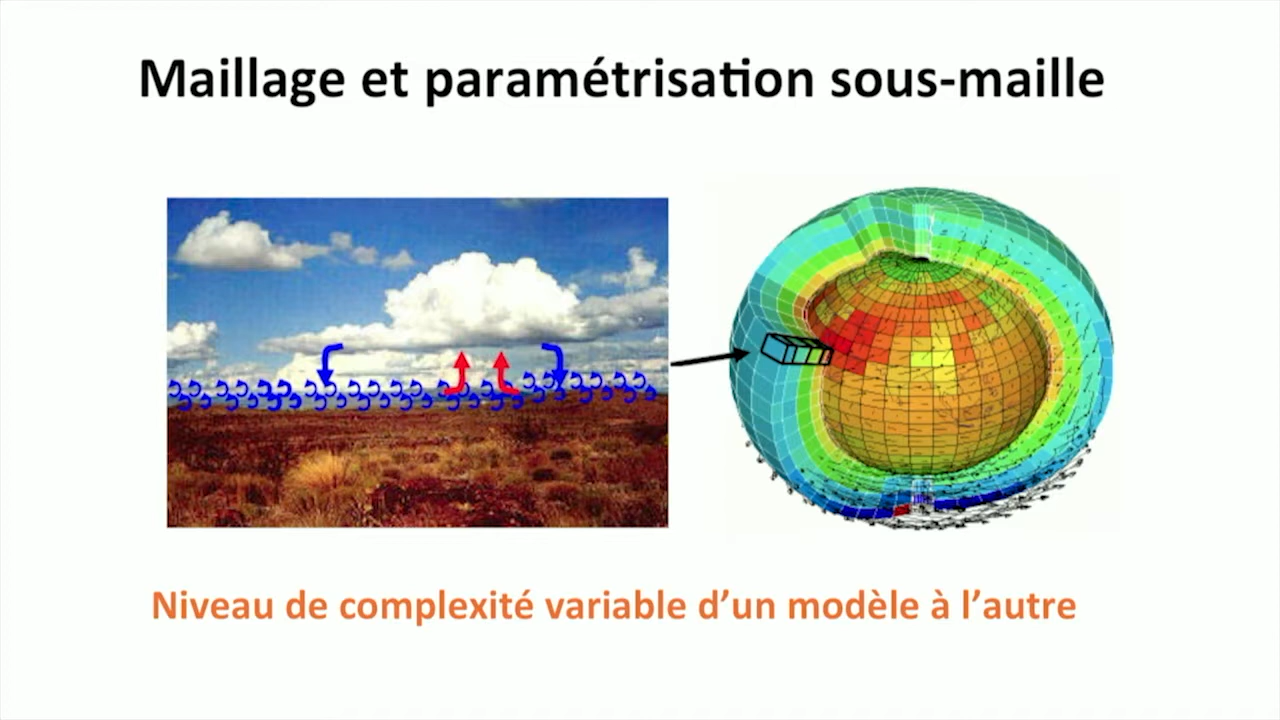 Maillage et paramétrisation sous-maille
Niveau de complexité variable d’un modèle à l’autre